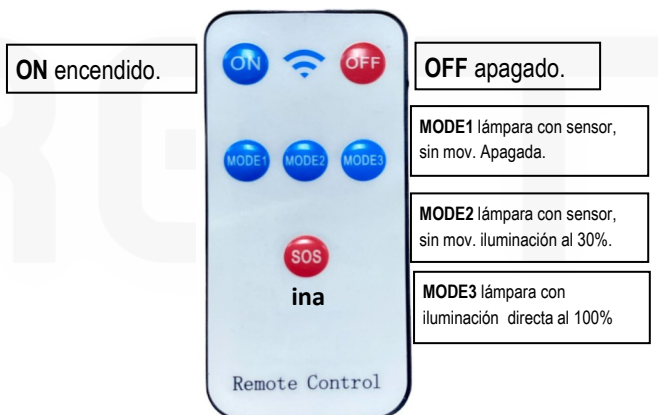 ON encendido.
ON
OFF
OFF apagado.
MODE1 lámpara con sensor,
sin mov. Apagada.
MODE1
MODE2
MODE3
MODE2 lámpara con sensor,
sin mov. iluminación al 30%.
SOS
ina
MODE3 lámpara con
iluminación directa al 100%
Remote Control